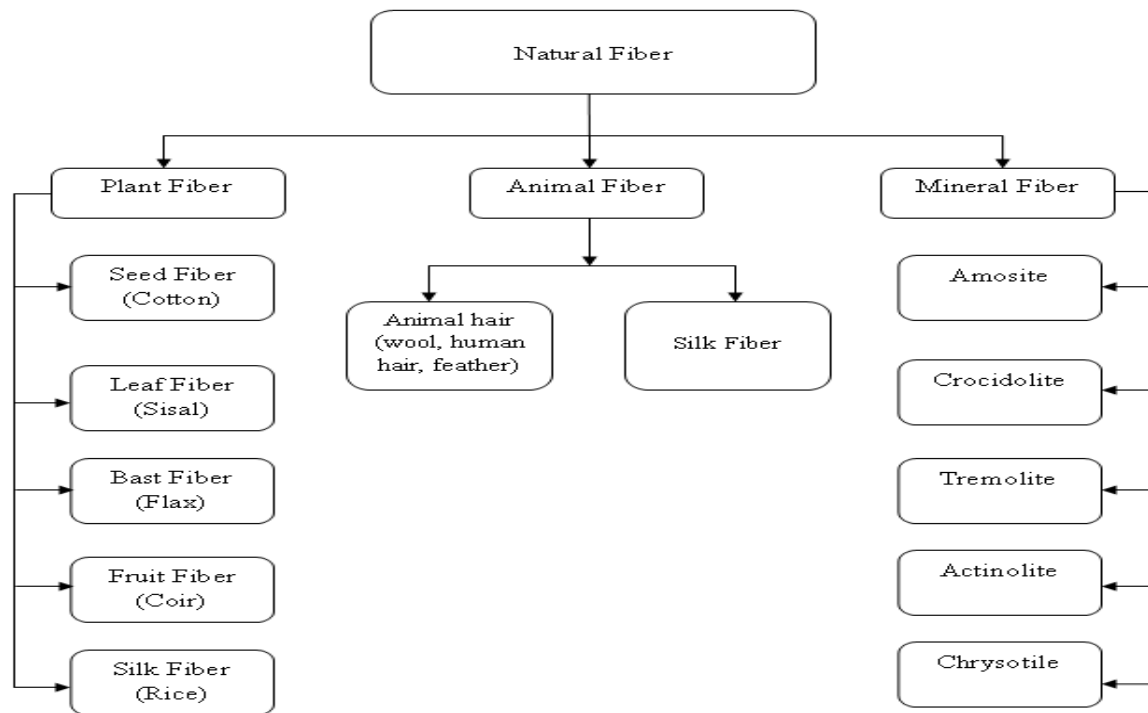 Natural Fiber
Plant Fiber
Animal Fiber
Mineral Fiber
Seed Fiber
(Cotton)
Leaf Fiber
(Sisal)
Bast Fiber
(Flax)
Fruit Fiber
(Coir)
Silk Fiber
(Rice)
Animal hair
(wool, human
hair, feather)
Silk Fiber
Amosite
Crocidolite
Tremolite
Actinolite
Chrysotile